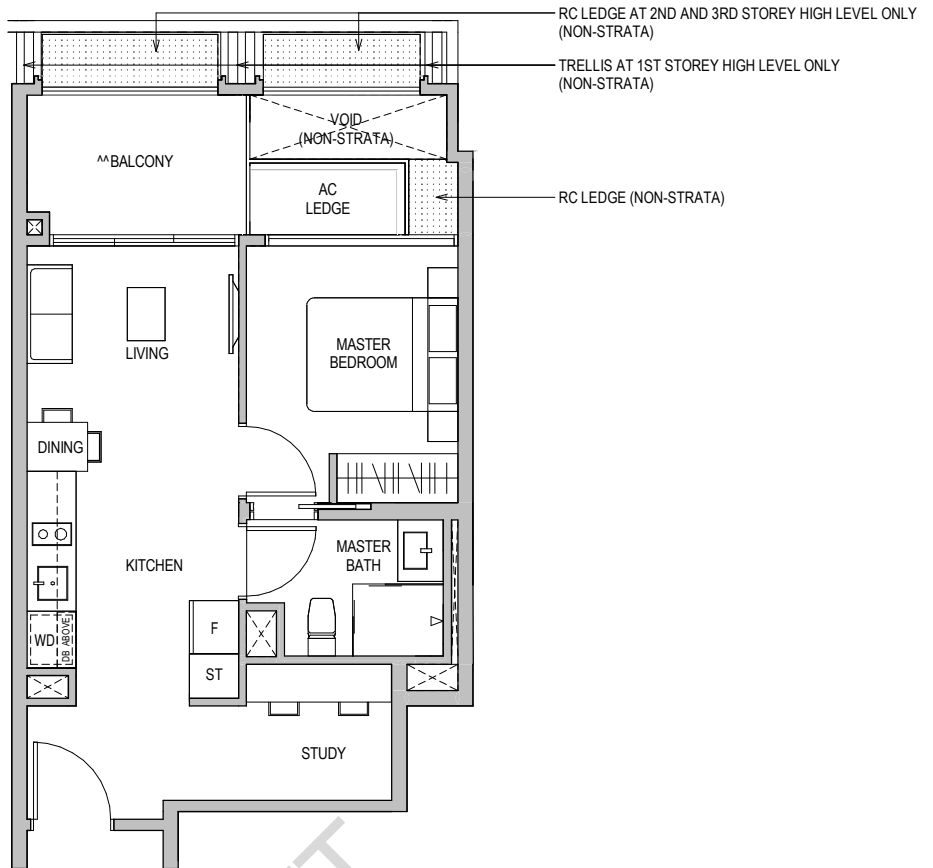 RC LEDGE AT 2ND AND 3RD STOREY HIGH LEVEL ONLY
(NON-STRATA)
TRELLIS AT 1ST STOREY HIGH LEVEL ONLY
(NON-STRATA)
VOID
(NON-STRATA)
^^BALCONY
AC
LEDGE
RC LEDGE (NON-STRATA)
LIVING
MASTER
BEDROOM
DINING
KITCHEN
MASTER
BATH
WD
DB ABOVE
F
ST
STUDY